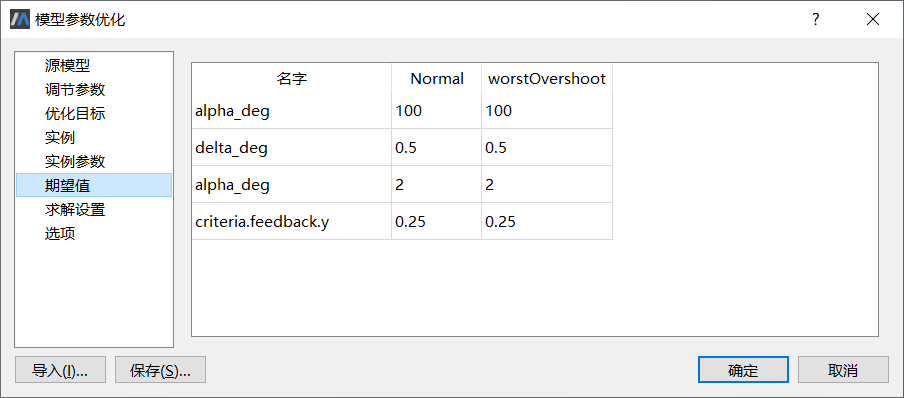 模型参数优化
?
源模型
调节参数
优化目标
实例
实例参数
期望值
求解设置
选项
名字 Normal worstOvershoot
alpha_deg 100 100
delta_deg 0.5 0.5
alpha_deg 2 2
criteria.feedback.y 0.25 0.25
导入(I)... 保存(S)... 确定 取消